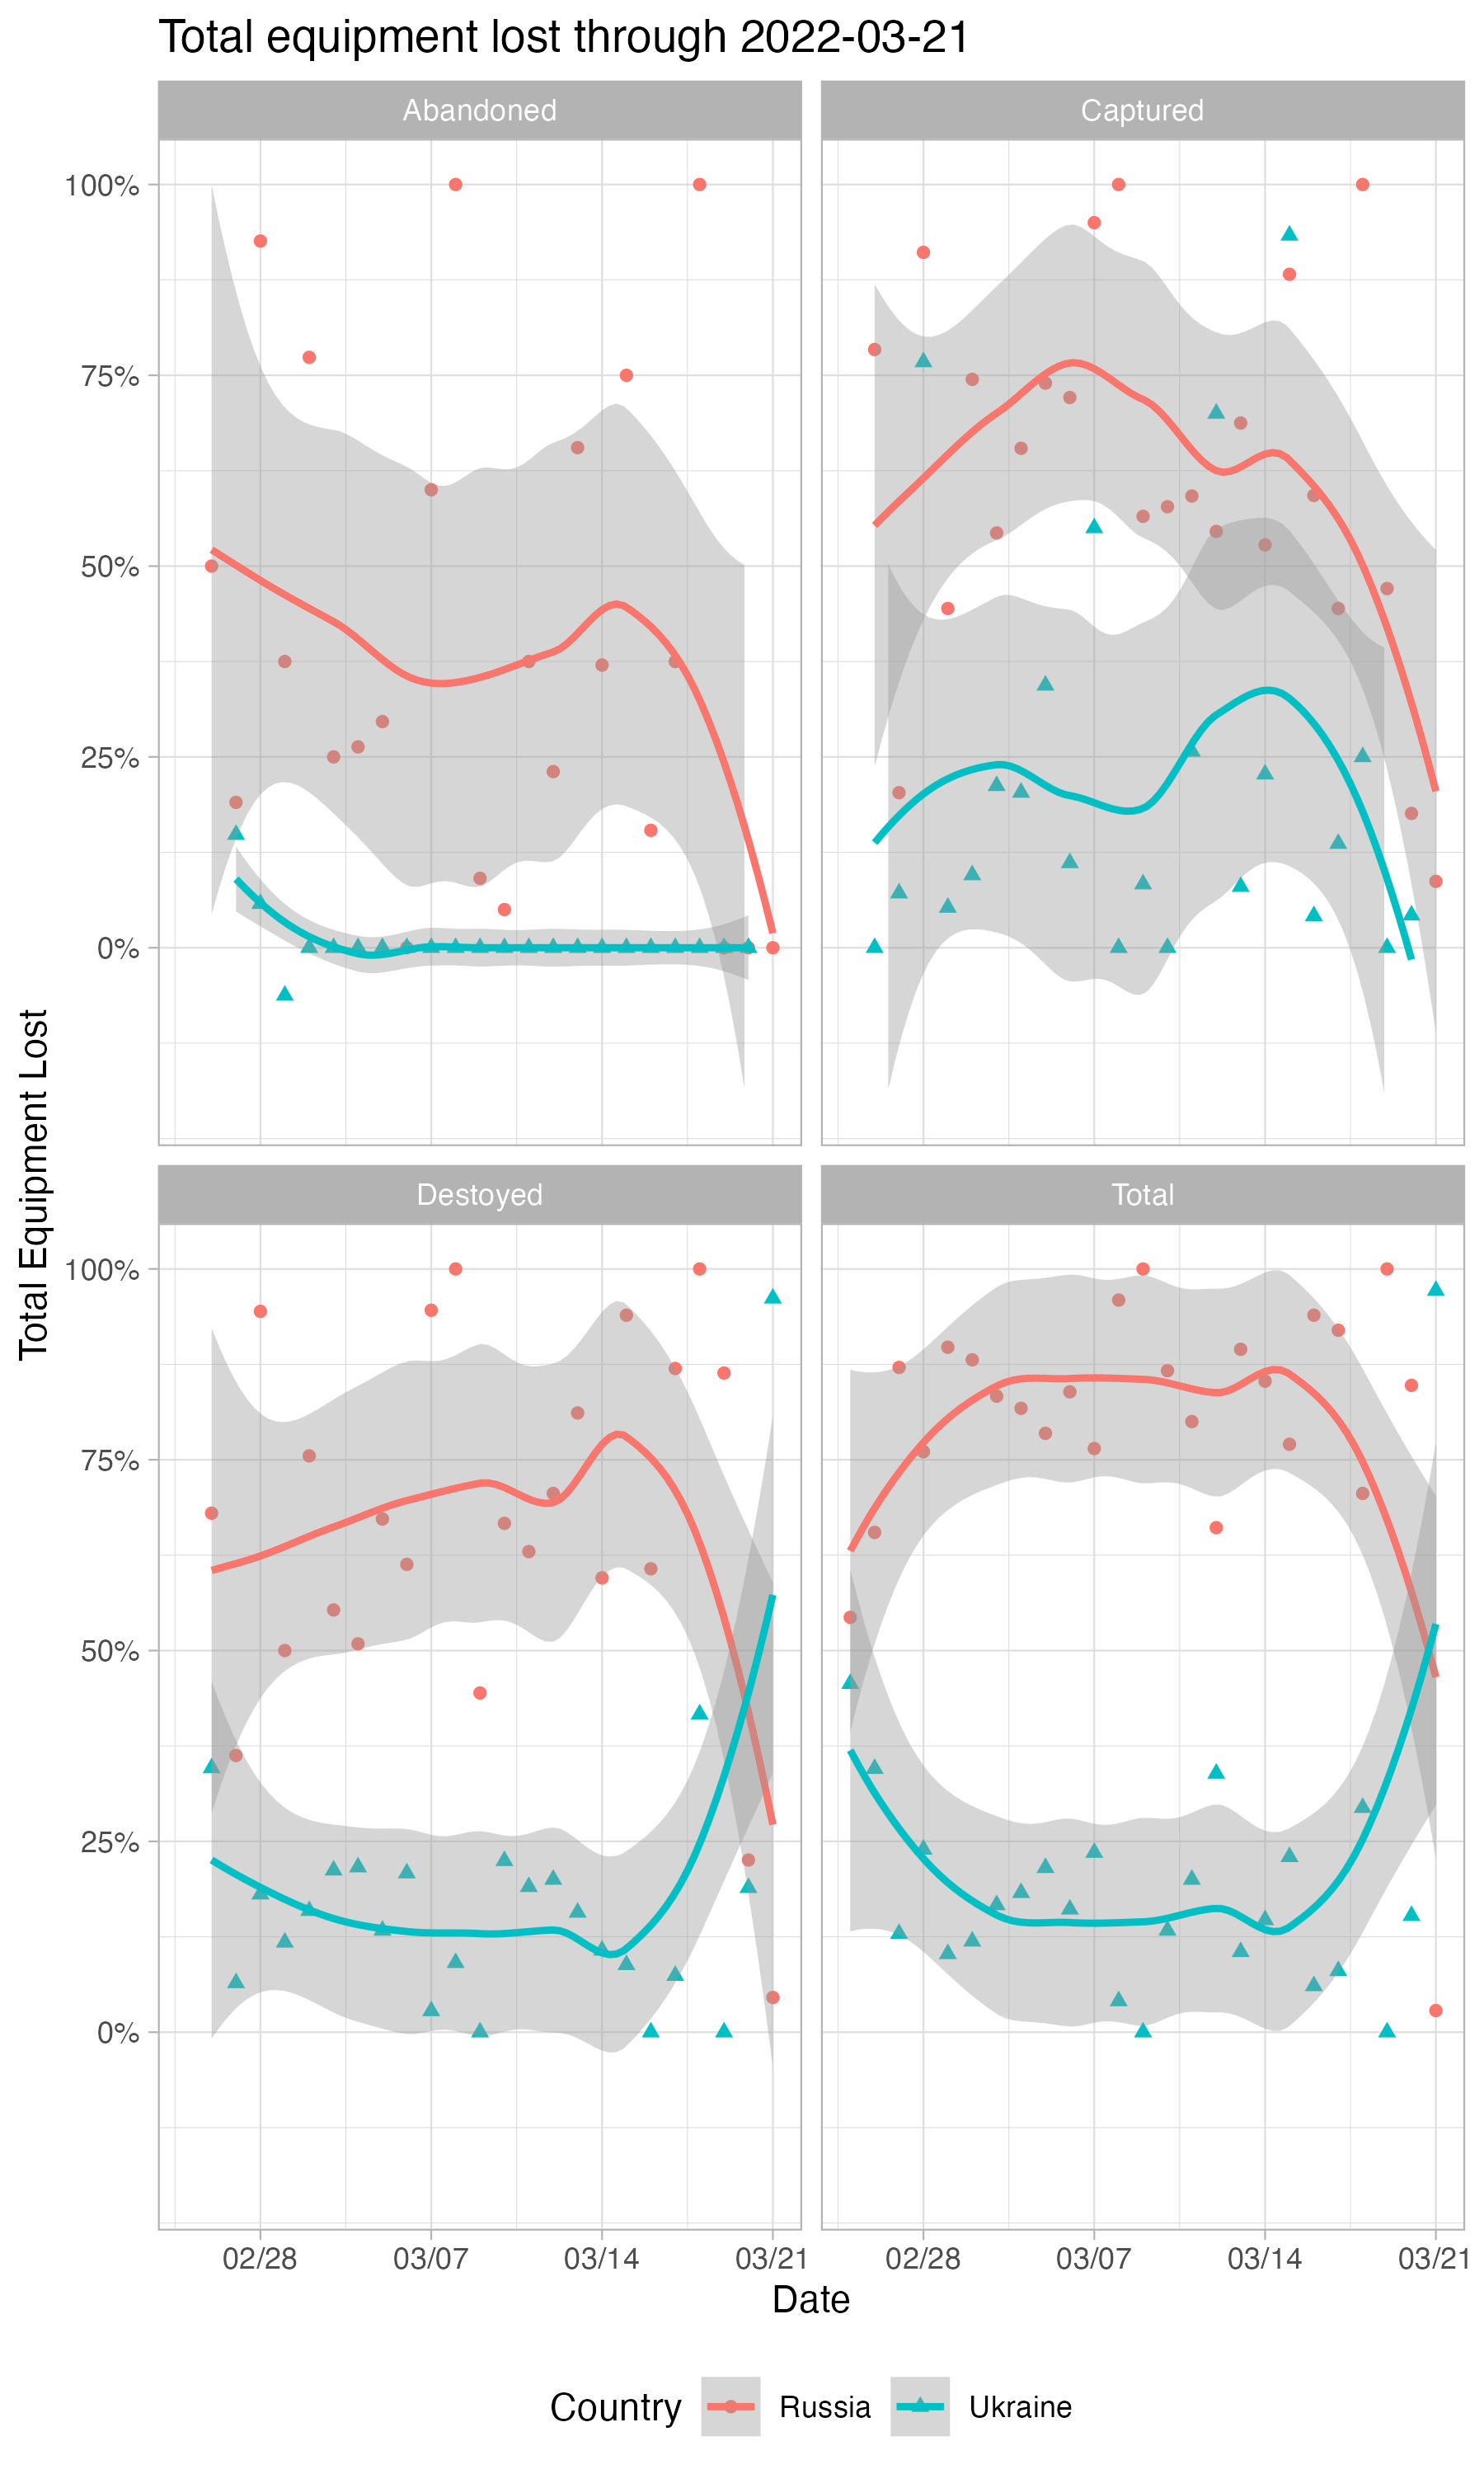 Total equipment lost through 2022-03-21
Abandoned
Captured
100%
75%
50%
25%
0%
Total Equipment Lost
Destoyed
Total
100%
75%
50%
25%
0%
02/28 03/07 03/14 03/21
02/28 03/07 03/14 03/21
Date
Country Russia Ukraine